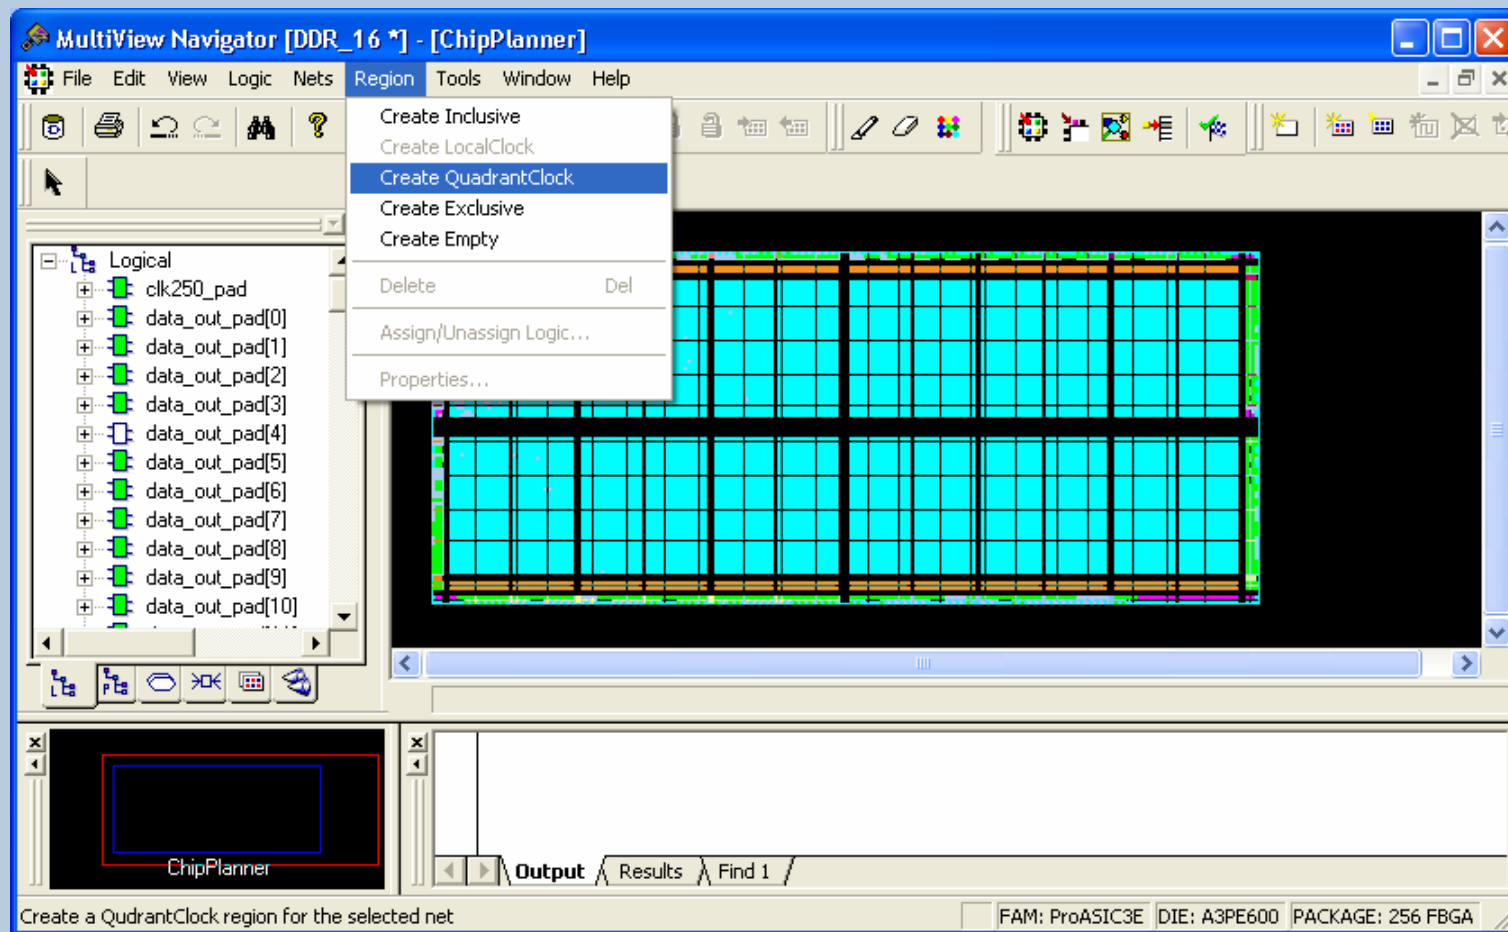 MultiView Navigator [DDR_16 *] - [ChipPlanner]
File Edit View Logic Nets Region Tools Window Help
Create Inclusive
Create LocalClock
Create QuadrantClock
Create Exclusive
Create Empty
Delete Del
Assign/Unassign Logic...
Properties...
Logical
clk250_pad
data_out_pad[0]
data_out_pad[1]
data_out_pad[2]
data_out_pad[3]
data_out_pad[4]
data_out_pad[5]
data_out_pad[6]
data_out_pad[7]
data_out_pad[8]
data_out_pad[9]
data_out_pad[10]
ChipPlanner
Output Results Find 1
Create a QudrantClock region for the selected net
FAM: ProASIC3E DIE: A3PE600 PACKAGE: 256 FBGA